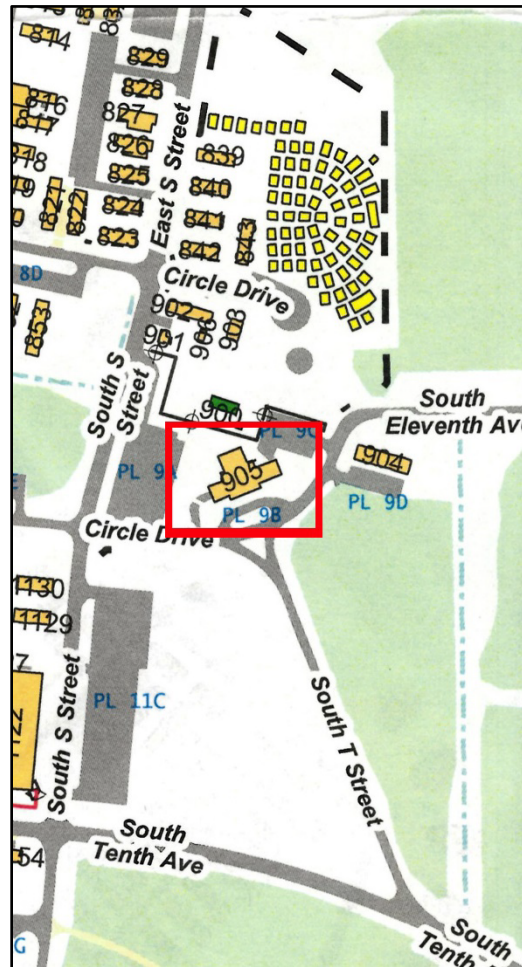 814
829
828
816
827
817
826
818
825
839
821
822
824
840
823
841
842
843
East S Street
Circle Drive
8D
902
901
903
853
South S
Street
900
South
Eleventh Ave
PL 9C
904
PL 9A
905
PL 9D
PL 9B
Circle Drive
1130
1129
1122
PL 11C
South S Street
South T Street
South
Tenth Ave
54
G
South
Tenth